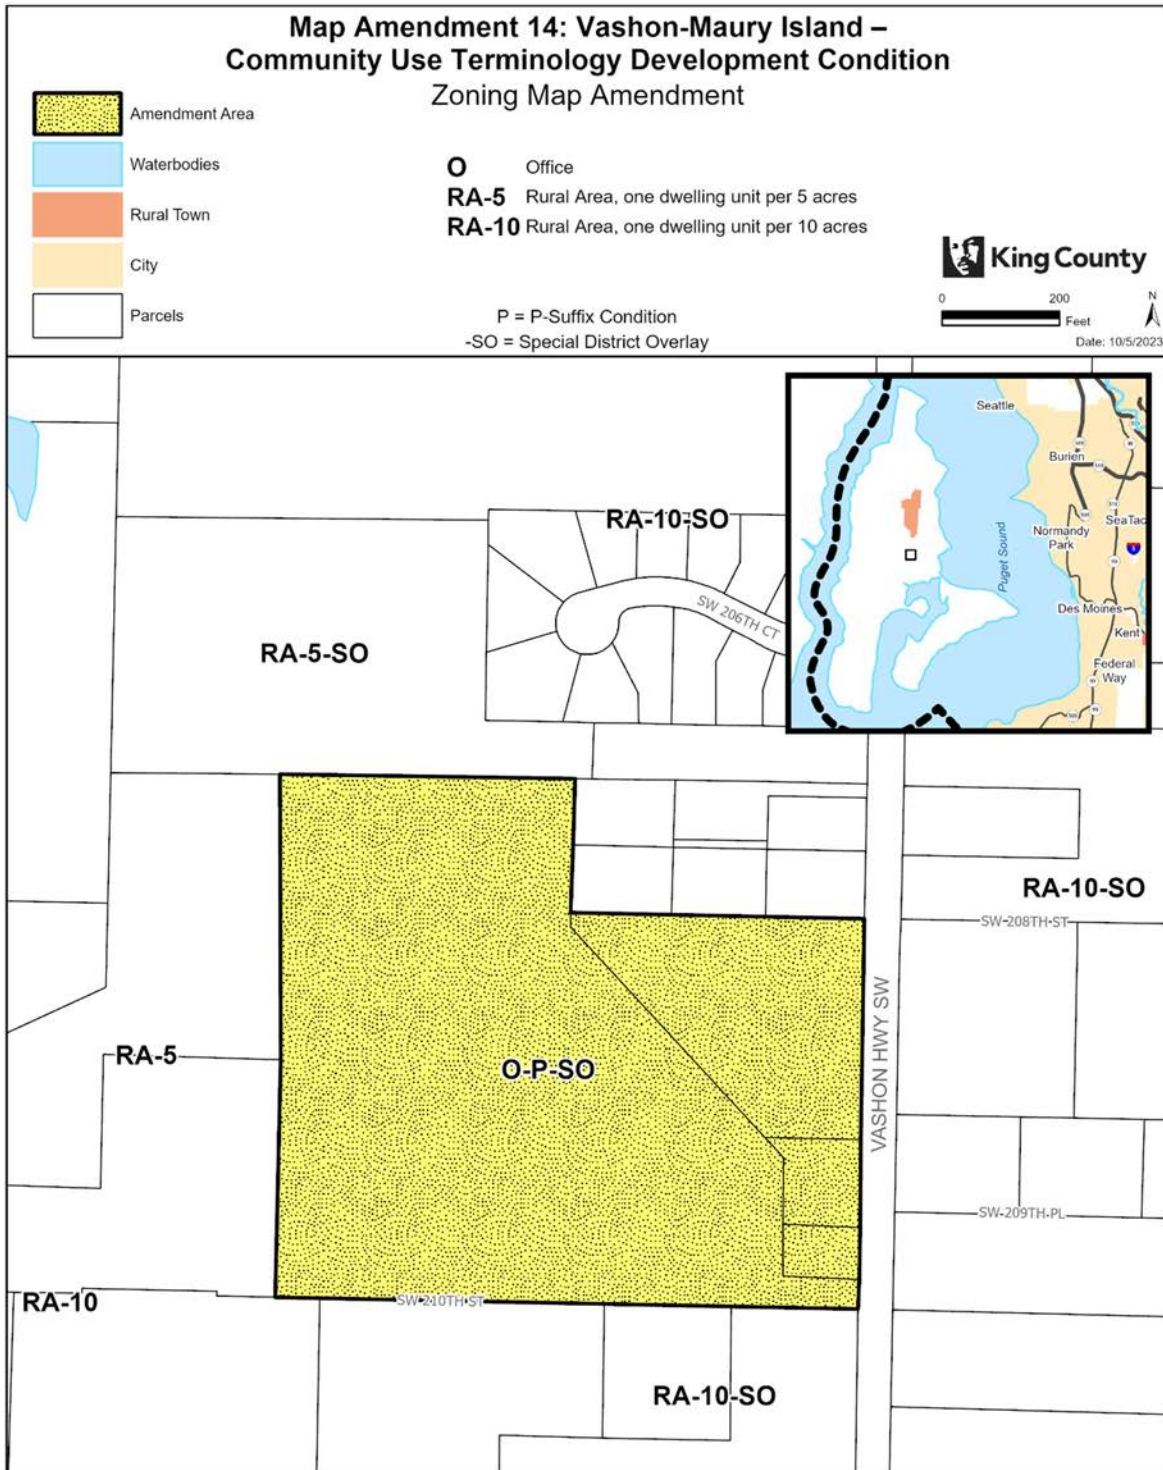 Map Amendment 14: Vashon-Maury Island –
Community Use Terminology Development Condition
Zoning Map Amendment
Amendment Area
Waterbodies
Rural Town
City
Parcels
O Office
RA-5 Rural Area, one dwelling unit per 5 acres
RA-10 Rural Area, one dwelling unit per 10 acres
P = P-Suffix Condition
-SO = Special District Overlay
King County
0 200
Feet
N
Date: 10/5/2023
Seattle
Burien
Normandy
Park
SeaTac
Puget Sound
Des Moines
Kent
Federal
Way
RA-10-SO
SW 206TH CT
RA-5-SO
RA-10-SO
SW 208TH ST
VASHON HWY SW
RA-5
O-P-SO
SW 209TH PL
RA-10
SW 210TH ST
RA-10-SO